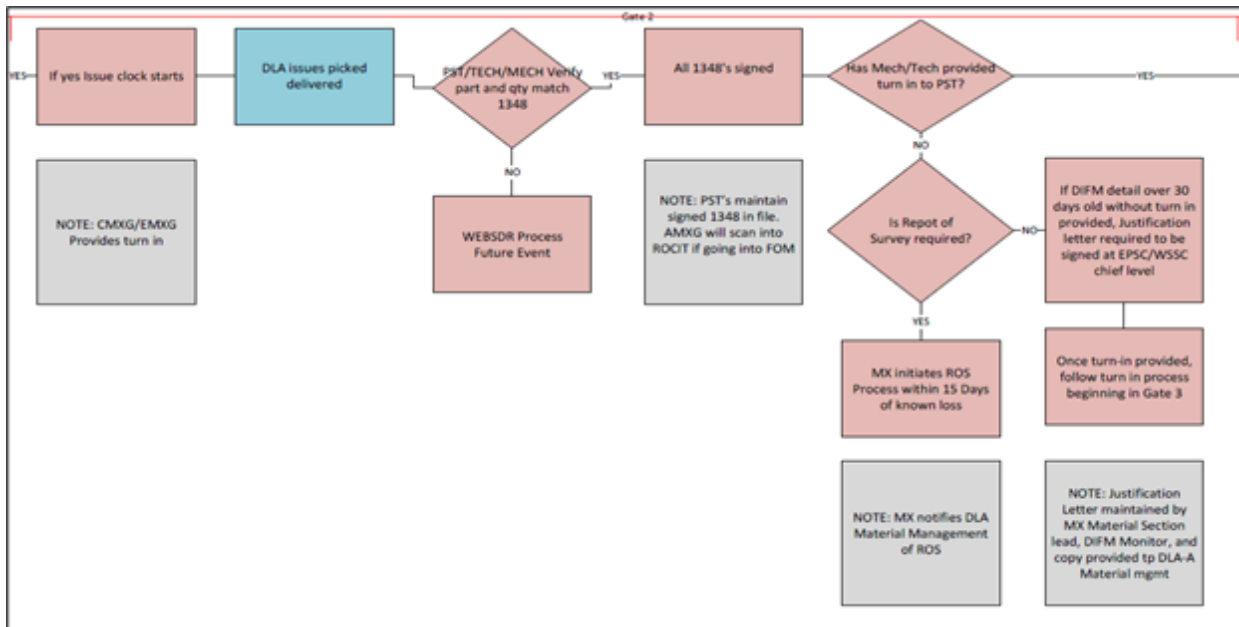 Gate 2
YES
If yes Issue clock starts
DLA issues picked
delivered
PST/TECH/MECH Verify
part and qty match
1348
YES
All 1348's signed
Has Mech/Tech provided
turn in to PST?
YES
NO
NO
NOTE: CMXG/EMXG
Provides turn in
WEBSDR Process
Future Event
NOTE: PST's maintain
signed 1348 in file.
AMXG will scan into
ROCIT if going into FOM
Is Repot of
Survey required?
NO
If DIFM detail over 30
days old without turn in
provided, Justification
letter required to be
signed at EPSC/WSSC
chief level
YES
MX initiates ROS
Process within 15 Days
of known loss
Once turn-in provided,
follow turn in process
beginning in Gate 3
NOTE: MX notifies DLA
Material Management
of ROS
NOTE: Justification
Letter maintained by
MX Material Section
lead, DIFM Monitor, and
copy provided tp DLA-A
Material mgmt